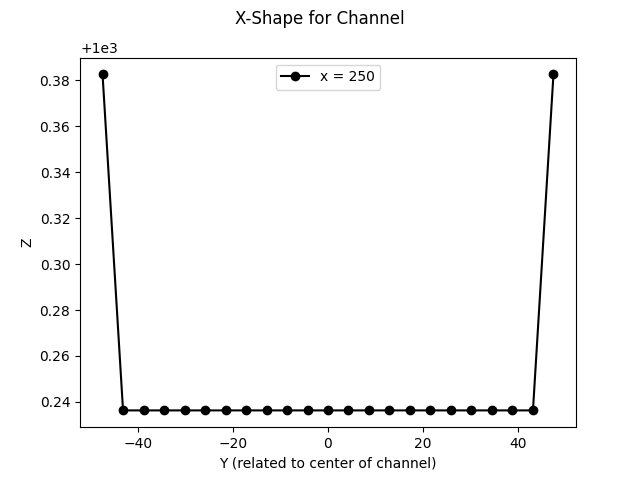 X-Shape for Channel
+1e3
x = 250
0.38
0.36
0.34
0.32
0.30
0.28
0.26
0.24
Z
−40 −20 0 20 40
Y (related to center of channel)